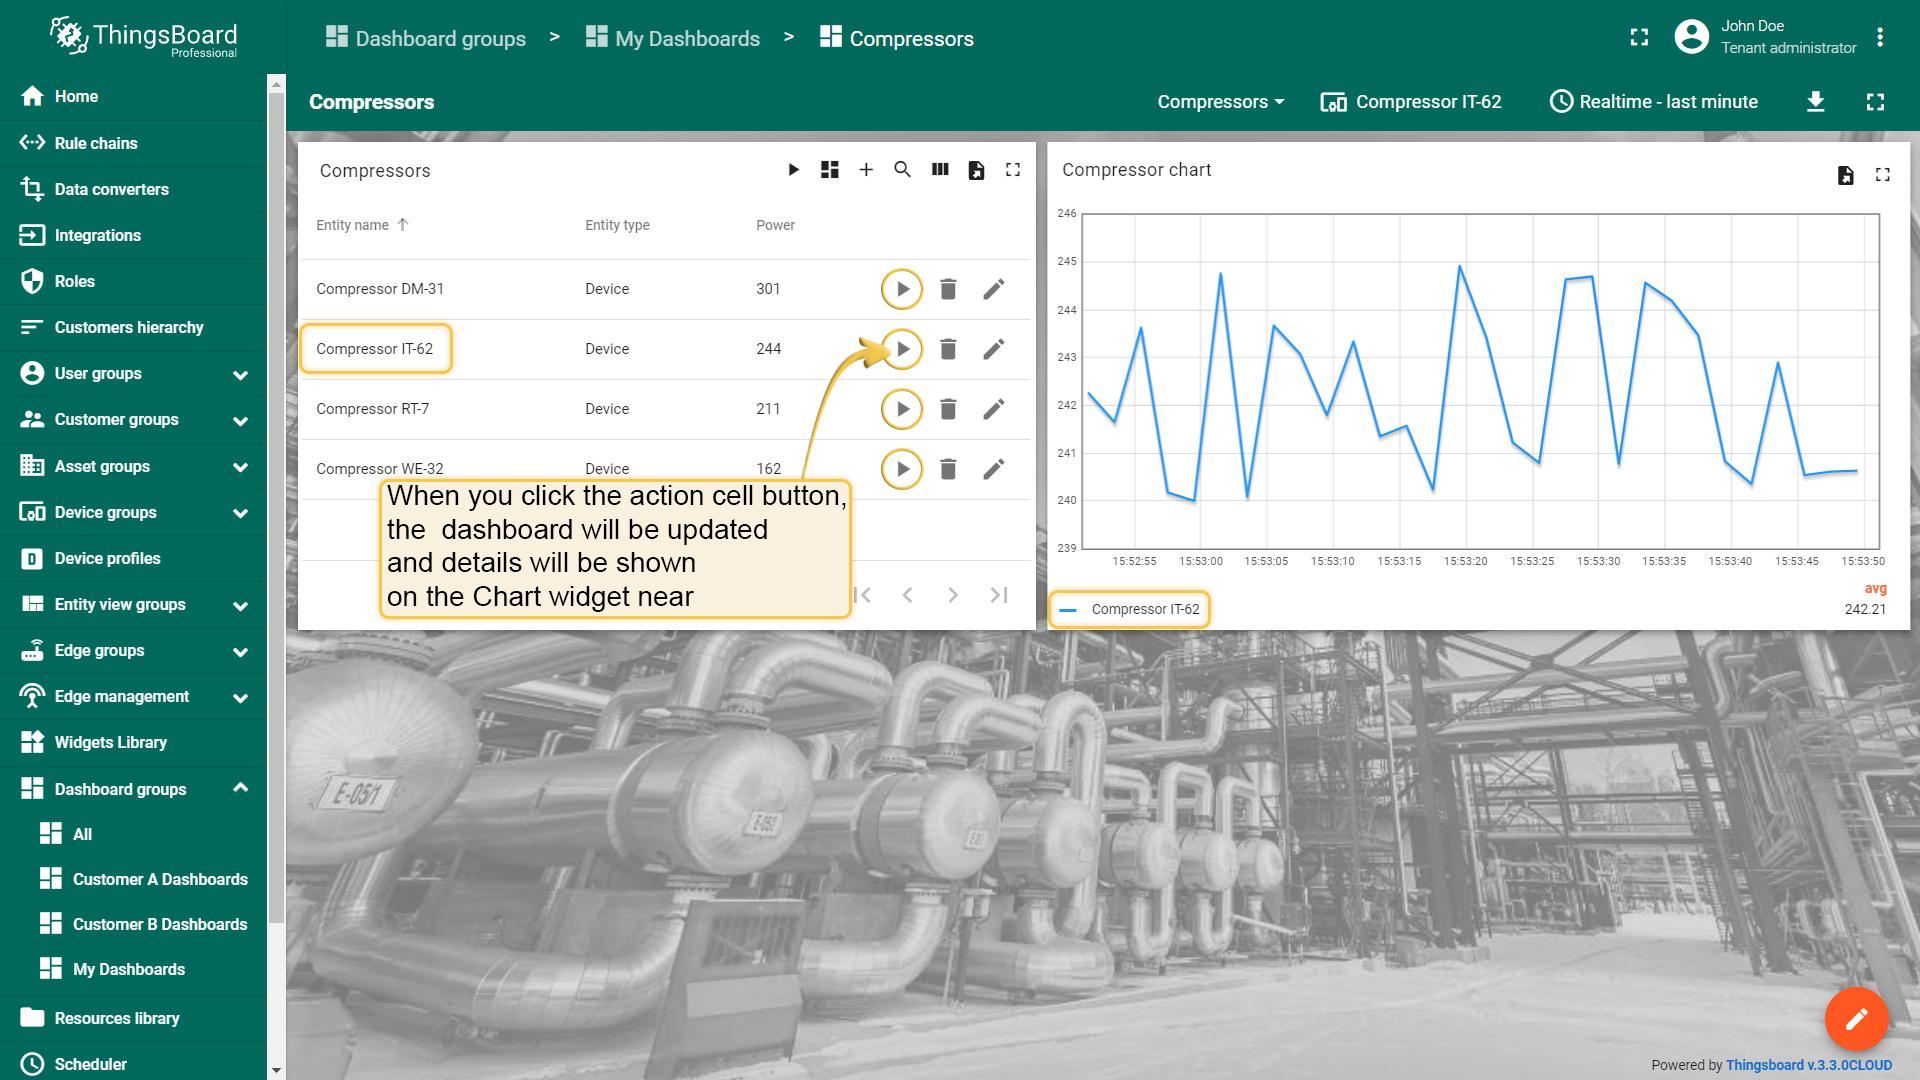 ThingsBoard
Professional
Dashboard groups > My Dashboards > Compressors
John Doe
Tenant administrator
Compressors
Compressors
Compressor IT-62
Realtime - last minute
Home
Rule chains
Data converters
Integrations
Roles
Customers hierarchy
User groups
Customer groups
Asset groups
Device groups
Device profiles
Entity view groups
Edge groups
Edge management
Widgets Library
Dashboard groups
All
Customer A Dashboards
Customer B Dashboards
My Dashboards
Resources library
Scheduler
Compressors
Entity name Entity type Power
Compressor DM-31 Device 301
Compressor IT-62 Device 244
Compressor RT-7 Device 211
Compressor WE-32 Device 162
When you click the action cell button,
the dashboard will be updated
and details will be shown
on the Chart widget near
Compressor chart
246
245
244
243
242
241
240
239
15:52:55 15:53:00 15:53:05 15:53:10 15:53:15 15:53:20 15:53:25 15:53:30 15:53:35 15:53:40 15:53:45 15:53:50
avg
Compressor IT-62 242.21
E-05/1
Powered by Thingsboard v.3.3.0CLOUD